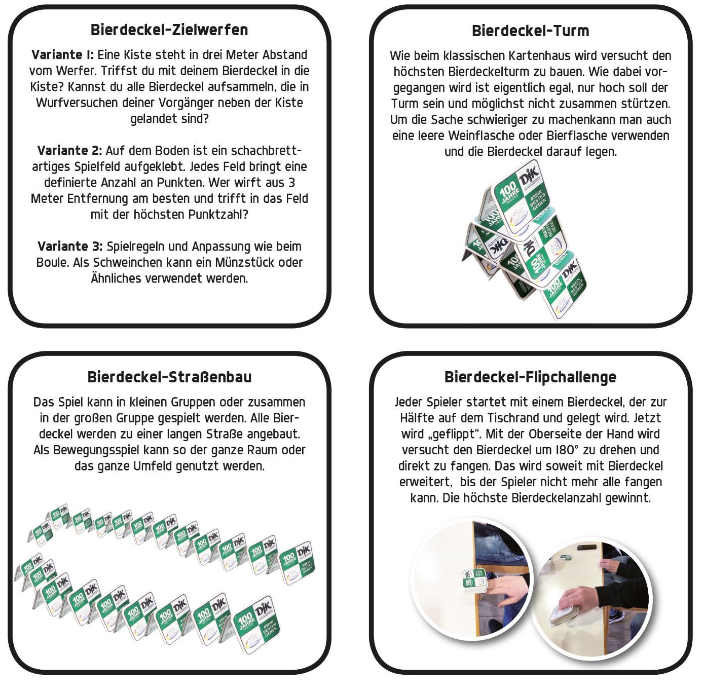 Bierdeckel-Zielwerfen
Variante 1: Eine Kiste steht in drei Meter Abstand
vom Werfer. Triffst du mit deinem Bierdeckel in die
Kiste? Kannst du alle Bierdeckel aufsammeln, die in
Wurfversuchen deiner Vorgänger neben der Kiste
gelandet sind?
Variante 2: Auf dem Boden ist ein schachbrett-
artiges Spielfeld aufgeklebt. Jedes Feld bringt eine
definierte Anzahl an Punkten. Wer wirft aus 3
Meter Entfernung am besten und trifft in das Feld
mit der höchsten Punktzahl?
Variante 3: Spielregeln und Anpassung wie beim
Boule. Als Schweinchen kann ein Münzstück oder
Ähnliches verwendet werden.
Bierdeckel-Turm
Wie beim klassischen Kartenhaus wird versucht den
höchsten Bierdeckelturm zu bauen. Wie dabei vor-
gegangen wird ist eigentlich egal, nur hoch soll der
Turm sein und möglichst nicht zusammen stürtzen.
Um die Sache schwieriger zu machenkann man auch
eine leere Weinflasche oder Bierflasche verwenden
und die Bierdeckel darauf legen.
100
JAHRE
DJK
Bierdeckel-Straßenbau
Das Spiel kann in kleinen Gruppen oder zusammen
in der großen Gruppe gespielt werden. Alle Bier-
deckel werden zu einer langen Straße angebaut.
Als Bewegungsspiel kann so der ganze Raum oder
das ganze Umfeld genutzt werden.
100
JAHRE
DJK
Bierdeckel-Flipchallenge
Jeder Spieler startet mit einem Bierdeckel, der zur
Hälfte auf dem Tischrand und gelegt wird. Jetzt
wird „geflippt“. Mit der Oberseite der Hand wird
versucht den Bierdeckel um 180° zu drehen und
direkt zu fangen. Das wird soweit mit Bierdeckel
erweitert, bis der Spieler nicht mehr alle fangen
kann. Die höchste Bierdeckelanzahl gewinnt.